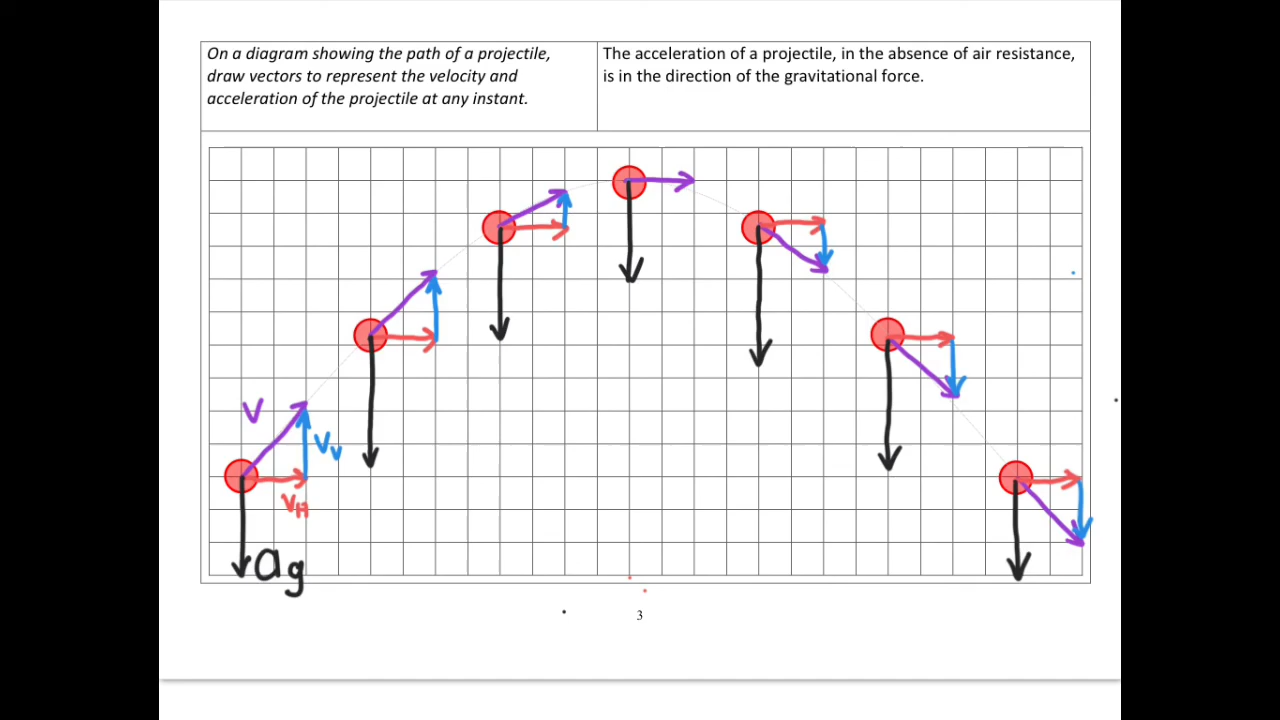 On a diagram showing the path of a projectile,
draw vectors to represent the velocity and
acceleration of the projectile at any instant.
The acceleration of a projectile, in the absence of air resistance,
is in the direction of the gravitational force.
v
vv
vH
ag
3